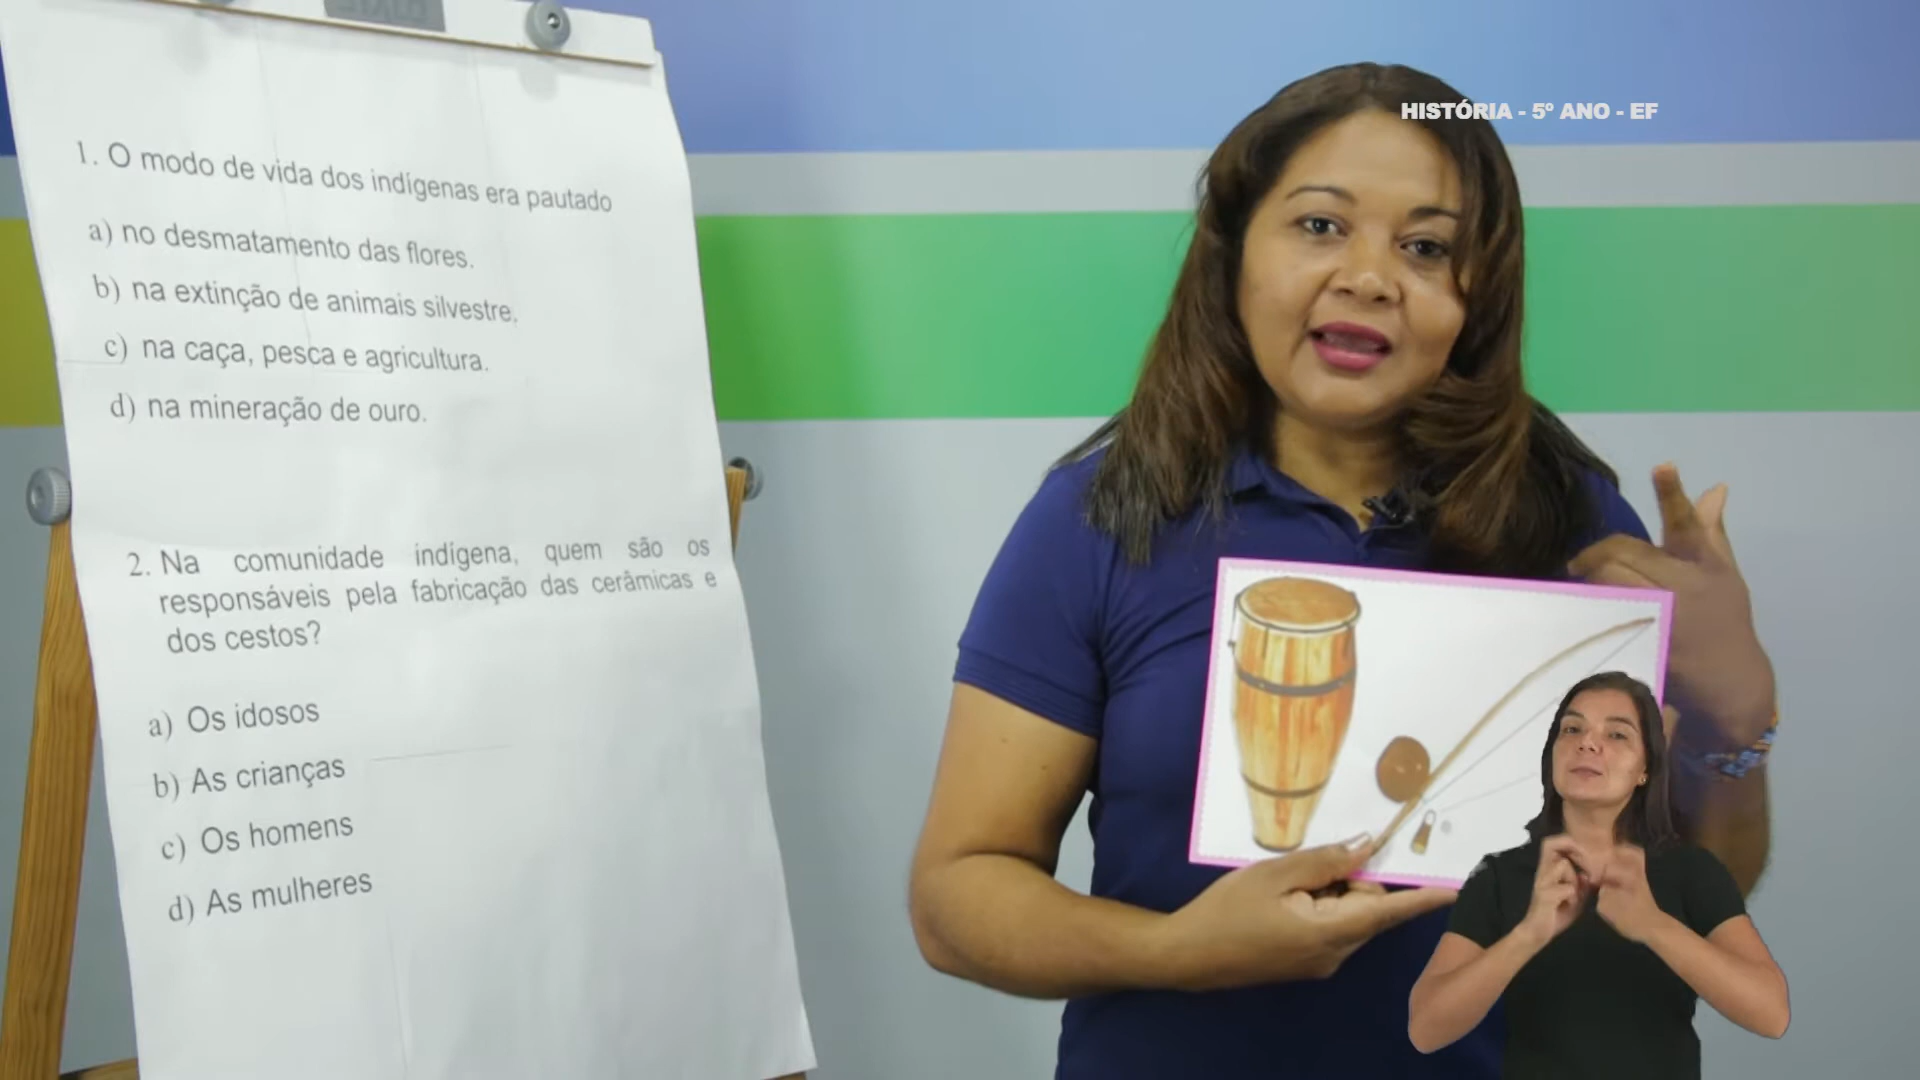 HISTÓRIA - 5º ANO - EF
1. O modo de vida dos indígenas era pautado
a) no desmatamento das flores.
b) na extinção de animais silvestre.
c) na caça, pesca e agricultura.
d) na mineração de ouro.
2. Na comunidade indígena, quem são os
responsáveis pela fabricação das cerâmicas e
dos cestos?
a) Os idosos
b) As crianças
c) Os homens
d) As mulheres